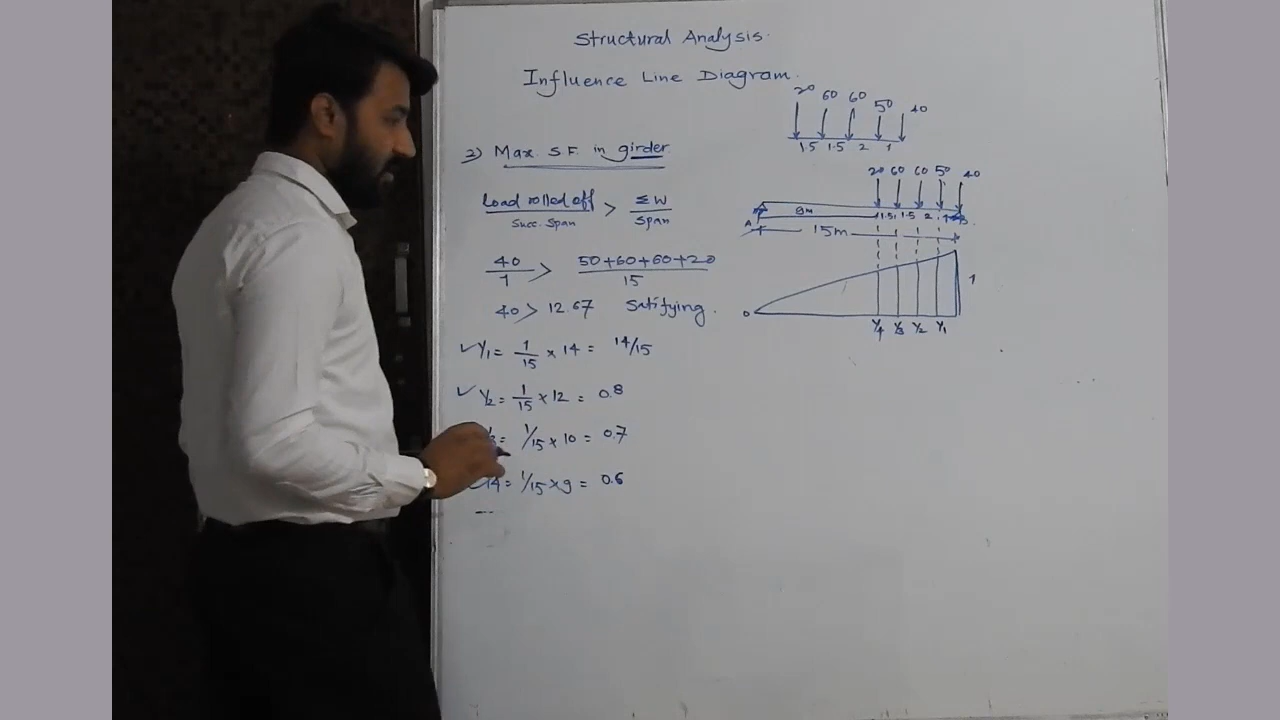 Structural Analysis.
Influence Line Diagram.
20 60 60 50 40
1.5 1.5 2 1
2) Max. S.F. in girder
Load rolled off / Succ. Span > ΣW / Span
40/1 > 50+60+60+20 / 15
40 > 12.67 Satifying.
✓ Y1 = 1/15 × 14 = 14/15
✓ Y2 = 1/15 × 12 = 0.8
= 1/15 × 10 = 0.7
Y4 = 1/15 × 9 = 0.6
20 60 60 50 40
A 9m 1.5 1.5 2 1 B
15m
0 1
Y4 Y3 Y2 Y1